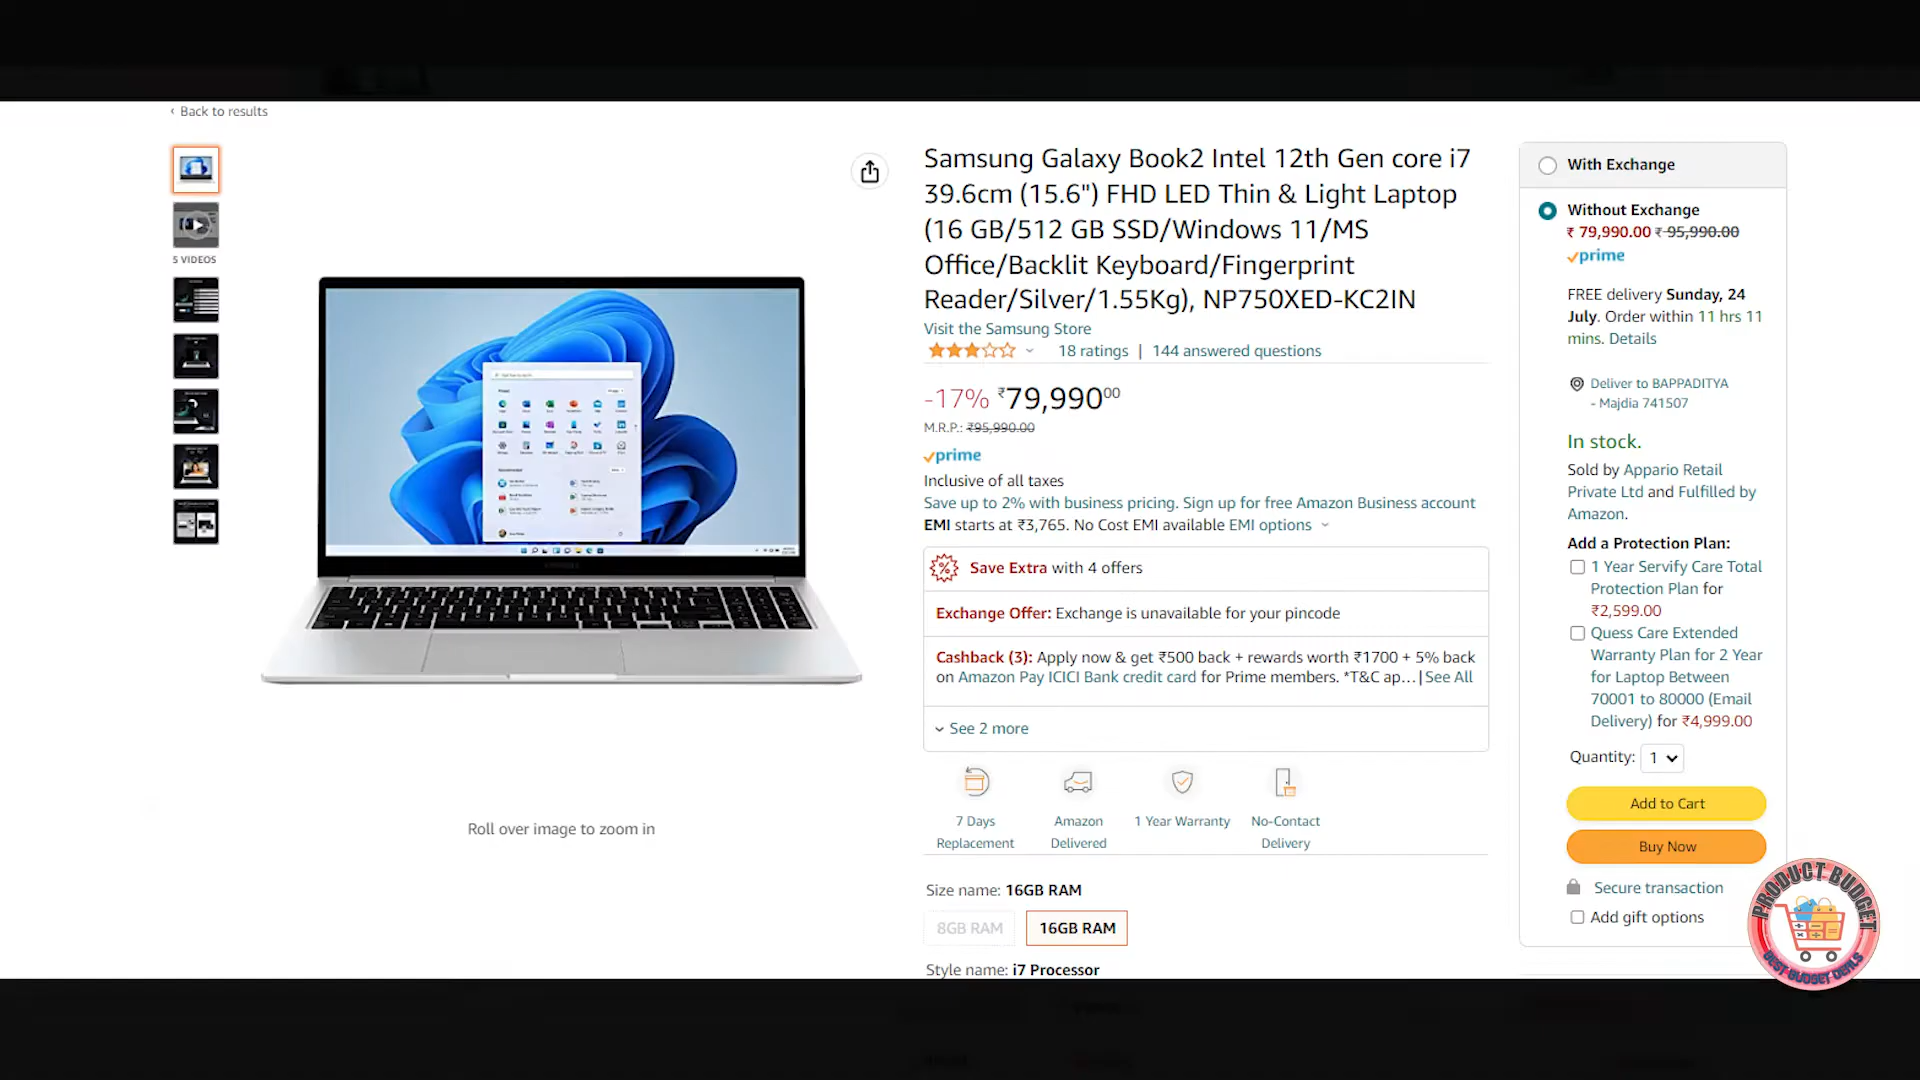 ‹ Back to results
5 VIDEOS
Roll over image to zoom in
Samsung Galaxy Book2 Intel 12th Gen core i7
39.6cm (15.6") FHD LED Thin & Light Laptop
(16 GB/512 GB SSD/Windows 11/MS
Office/Backlit Keyboard/Fingerprint
Reader/Silver/1.55Kg), NP750XED-KC2IN
Visit the Samsung Store
18 ratings | 144 answered questions
-17% ₹79,990.00
M.R.P.: ₹95,990.00
prime
Inclusive of all taxes
Save up to 2% with business pricing. Sign up for free Amazon Business account
EMI starts at ₹3,765. No Cost EMI available EMI options
Save Extra with 4 offers
Exchange Offer: Exchange is unavailable for your pincode
Cashback (3): Apply now & get ₹500 back + rewards worth ₹1700 + 5% back
on Amazon Pay ICICI Bank credit card for Prime members. *T&C ap... | See All
See 2 more
7 Days
Replacement
Amazon
Delivered
1 Year Warranty
No-Contact
Delivery
Size name: 16GB RAM
8GB RAM
16GB RAM
Style name: i7 Processor
With Exchange
Without Exchange
₹ 79,990.00 ₹ 95,990.00
prime
FREE delivery Sunday, 24
July. Order within 11 hrs 11
mins. Details
Deliver to BAPPADITYA
- Majdia 741507
In stock.
Sold by Appario Retail
Private Ltd and Fulfilled by
Amazon.
Add a Protection Plan:
1 Year Servify Care Total
Protection Plan for
₹2,599.00
Quess Care Extended
Warranty Plan for 2 Year
for Laptop Between
70001 to 80000 (Email
Delivery) for ₹4,999.00
Quantity: 1
Add to Cart
Buy Now
Secure transaction
Add gift options
PRODUCT BUDGET
BEST BUDGET DEALS